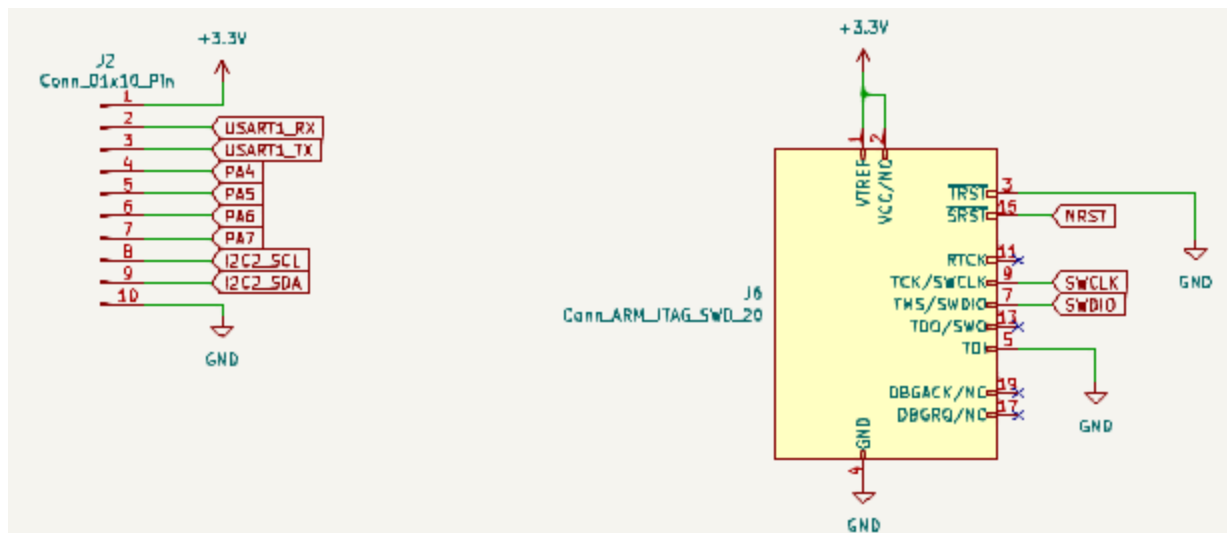 J2
Conn_01x10_Pin
+3.3V
1
2 USART1_RX
3 USART1_TX
4 PA4
5 PA5
6 PA6
7 PA7
8 I2C2_SCL
9 I2C2_SDA
10
GND
+3.3V
1 2
VTREF VCC/NC
J6
Conn_ARM_JTAG_SWD_20
TRST 3
SRST 15 NRST
RTCK 11
TCK/SWCLK 9 SWCLK
TMS/SWDIO 7 SWDIO
TDO/SWO 13
TDI 5
DBGACK/NC 19
DBGRQ/NC 17
GND
4
GND
GND
GND